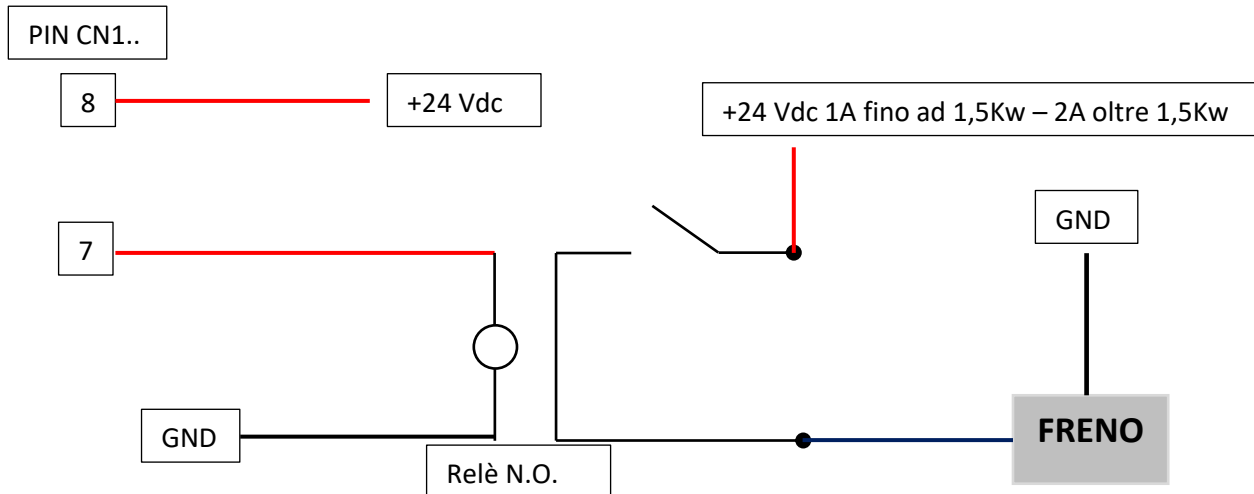 PIN CN1..
8
+24 Vdc
+24 Vdc 1A fino ad 1,5Kw – 2A oltre 1,5Kw
7
GND
GND
FRENO
Relè N.O.